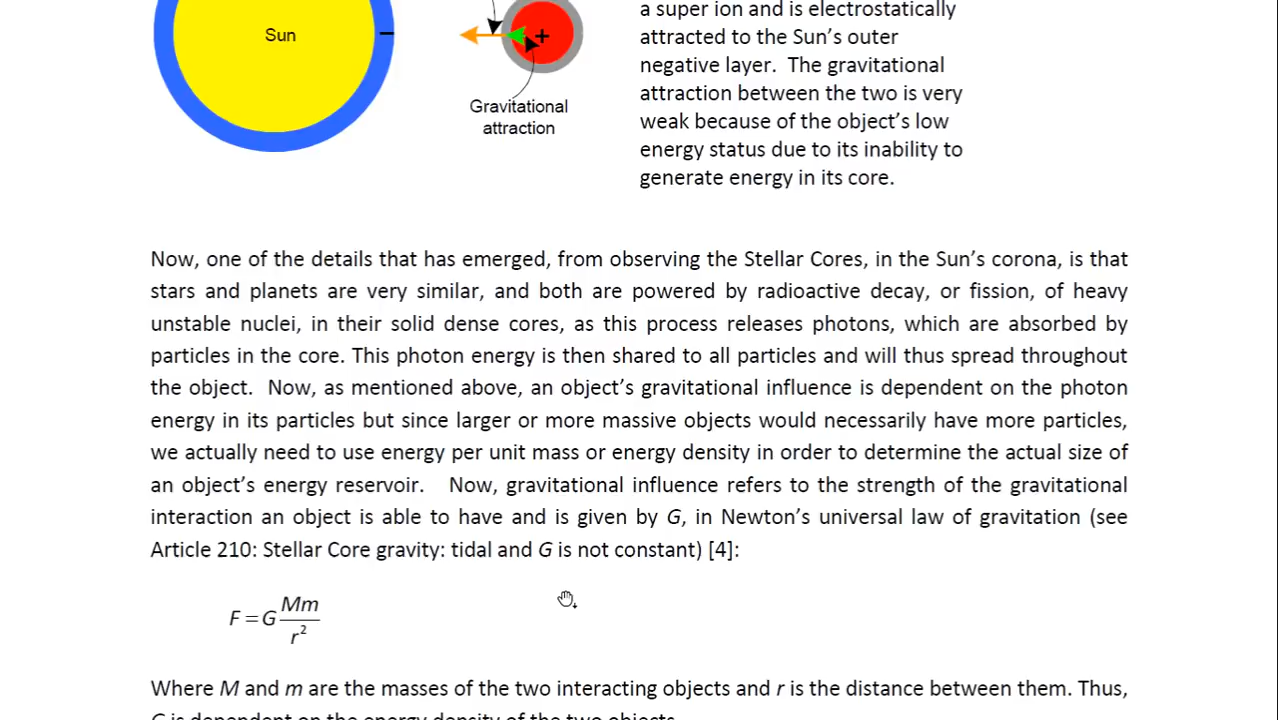 Sun
−
+
Gravitational
attraction
a super ion and is electrostatically
attracted to the Sun’s outer
negative layer.  The gravitational
attraction between the two is very
weak because of the object’s low
energy status due to its inability to
generate energy in its core.
Now, one of the details that has emerged, from observing the Stellar Cores, in the Sun’s corona, is that
stars and planets are very similar, and both are powered by radioactive decay, or fission, of heavy
unstable nuclei, in their solid dense cores, as this process releases photons, which are absorbed by
particles in the core. This photon energy is then shared to all particles and will thus spread throughout
the object.  Now, as mentioned above, an object’s gravitational influence is dependent on the photon
energy in its particles but since larger or more massive objects would necessarily have more particles,
we actually need to use energy per unit mass or energy density in order to determine the actual size of
an object’s energy reservoir.   Now, gravitational influence refers to the strength of the gravitational
interaction an object is able to have and is given by G, in Newton’s universal law of gravitation (see
Article 210: Stellar Core gravity: tidal and G is not constant) [4]:
F = G Mm / r²
Where M and m are the masses of the two interacting objects and r is the distance between them. Thus,
G is dependent on the energy density of the two objects.